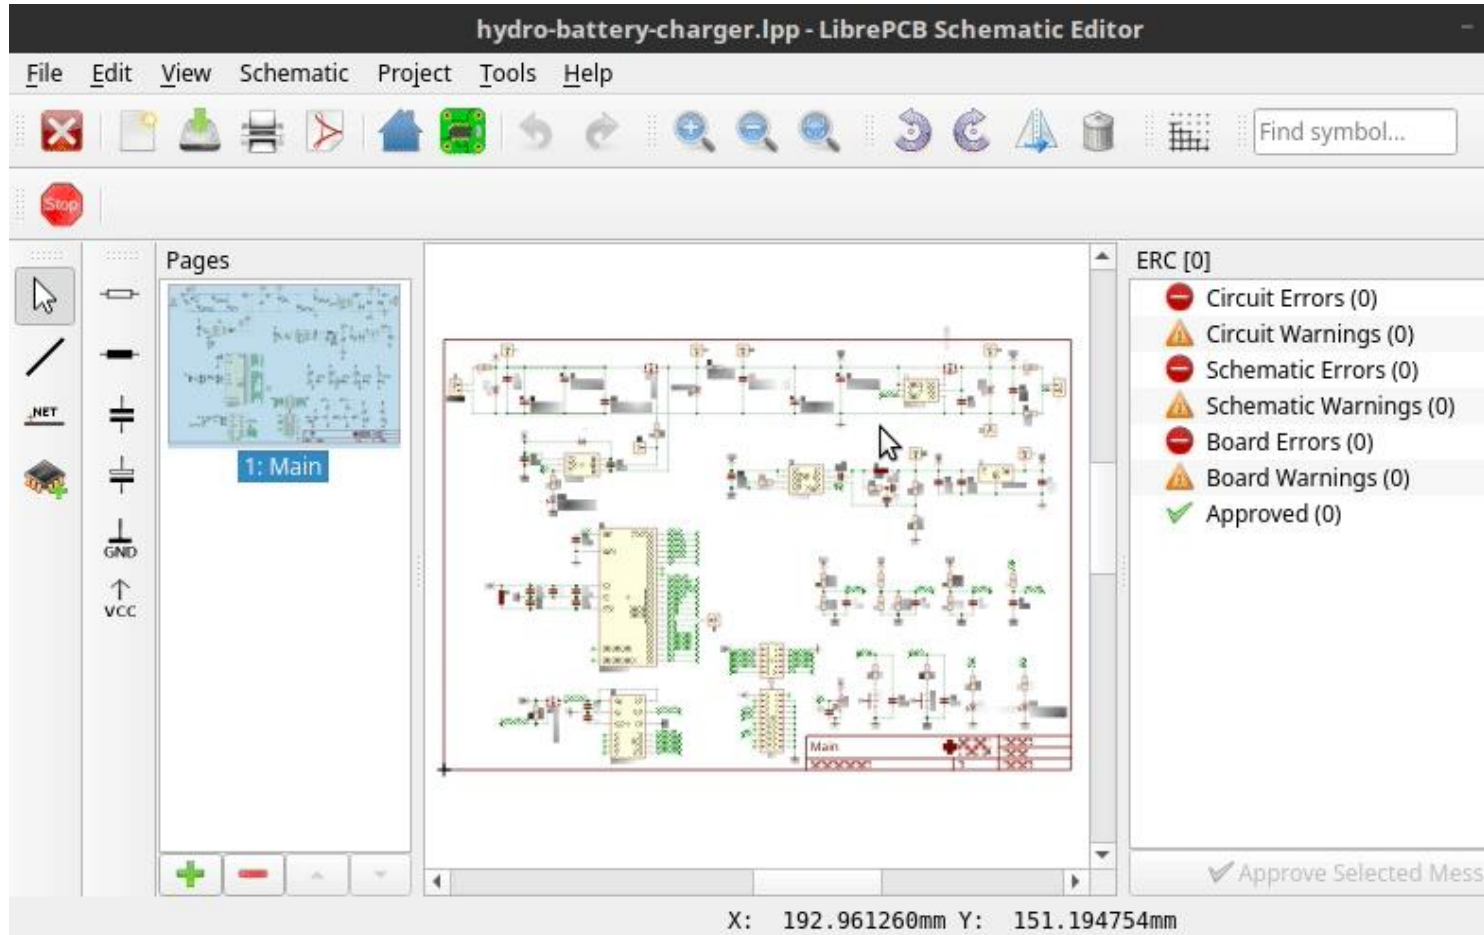 hydro-battery-charger.lpp - LibrePCB Schematic Editor
File Edit View Schematic Project Tools Help
Find symbol...
Stop
Pages
ERC [0]
Circuit Errors (0)
Circuit Warnings (0)
Schematic Errors (0)
Schematic Warnings (0)
Board Errors (0)
Board Warnings (0)
Approved (0)
.NET
GND
VCC
1: Main
Main
Approve Selected Mess
X: 192.961260mm Y: 151.194754mm